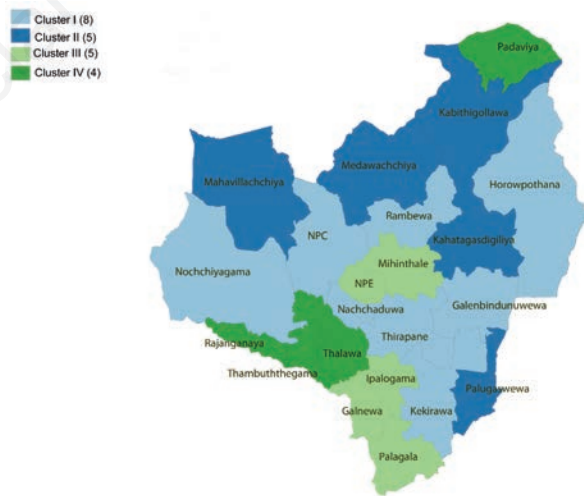 Cluster I (8)
Cluster II (5)
Cluster III (5)
Cluster IV (4)
Padaviya
Kabithigollawa
Medawachchiya
Mahavillachchiya
Horowpothana
Rambewa
NPC
Kahatagasdigiliya
Mihinthale
Nochchiyagama
NPE
Nachchaduwa
Galenbindunuwewa
Rajanganaya
Thirapane
Thalawa
Thambuththegama
Ipalogama
Palugaswewa
Galnewa
Kekirawa
Palagala